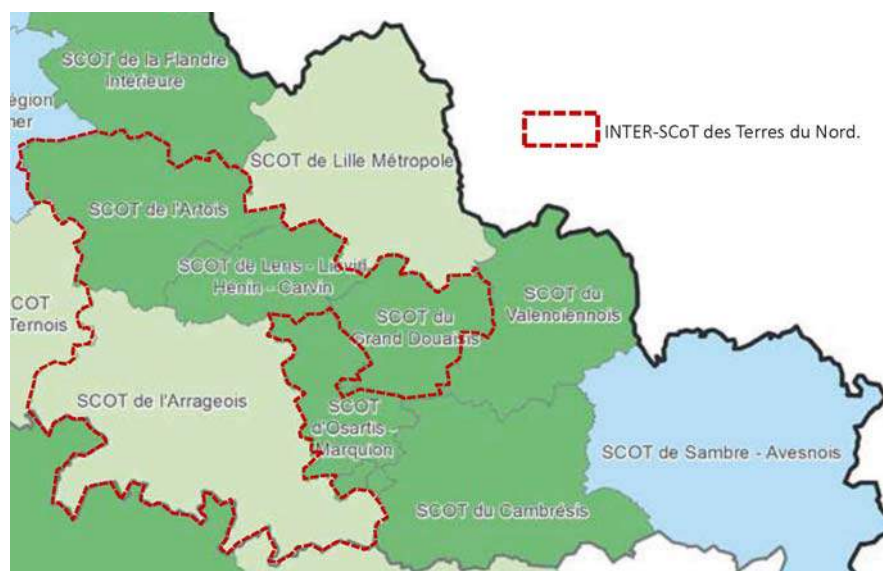 SCOT de la Flandre
Intérieure
égion
ner
SCOT de Lille Métropole
INTER-SCoT des Terres du Nord.
SCOT de l'Artois
SCOT de Lens - Liévin
Henin - Carvin
SCOT du
Grand Douaisis
SCOT du
Valenciennois
COT
Ternois
SCOT de l'Arrageois
SCOT
d'Osartis -
Marquion
SCOT de Sambre - Avesnois
SCOT du Cambrésis